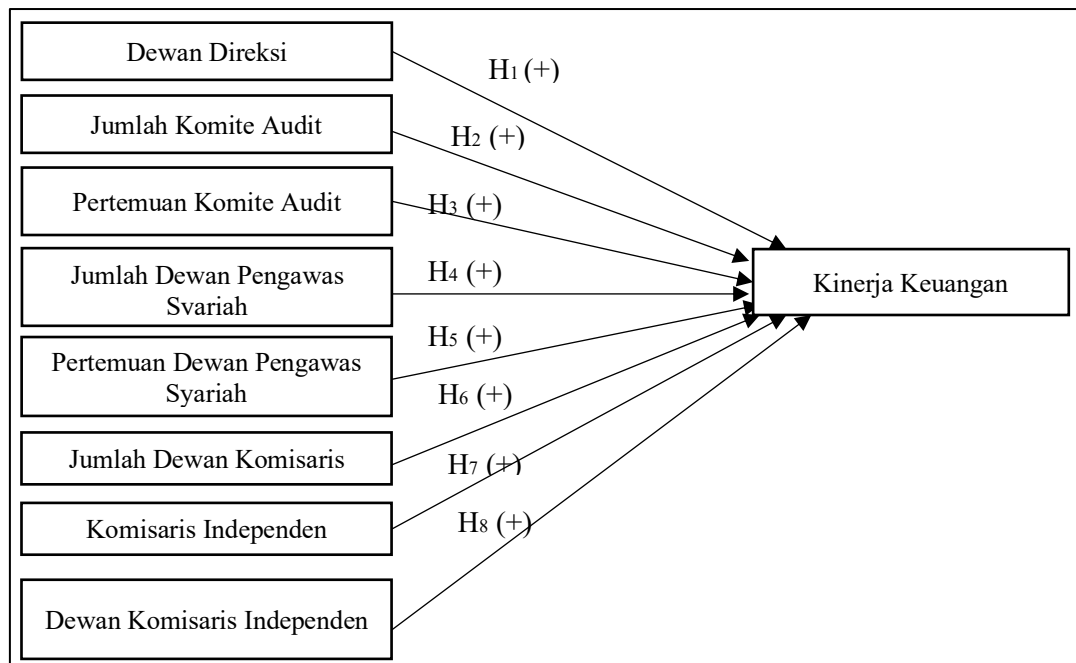 Dewan Direksi
H1 (+)
Jumlah Komite Audit
H2 (+)
Pertemuan Komite Audit
H3 (+)
Jumlah Dewan Pengawas
Svariah
H4 (+)
Kinerja Keuangan
Pertemuan Dewan Pengawas
Syariah
H5 (+)
H6 (+)
Jumlah Dewan Komisaris
H7 (+)
Komisaris Independen
H8 (+)
Dewan Komisaris Independen